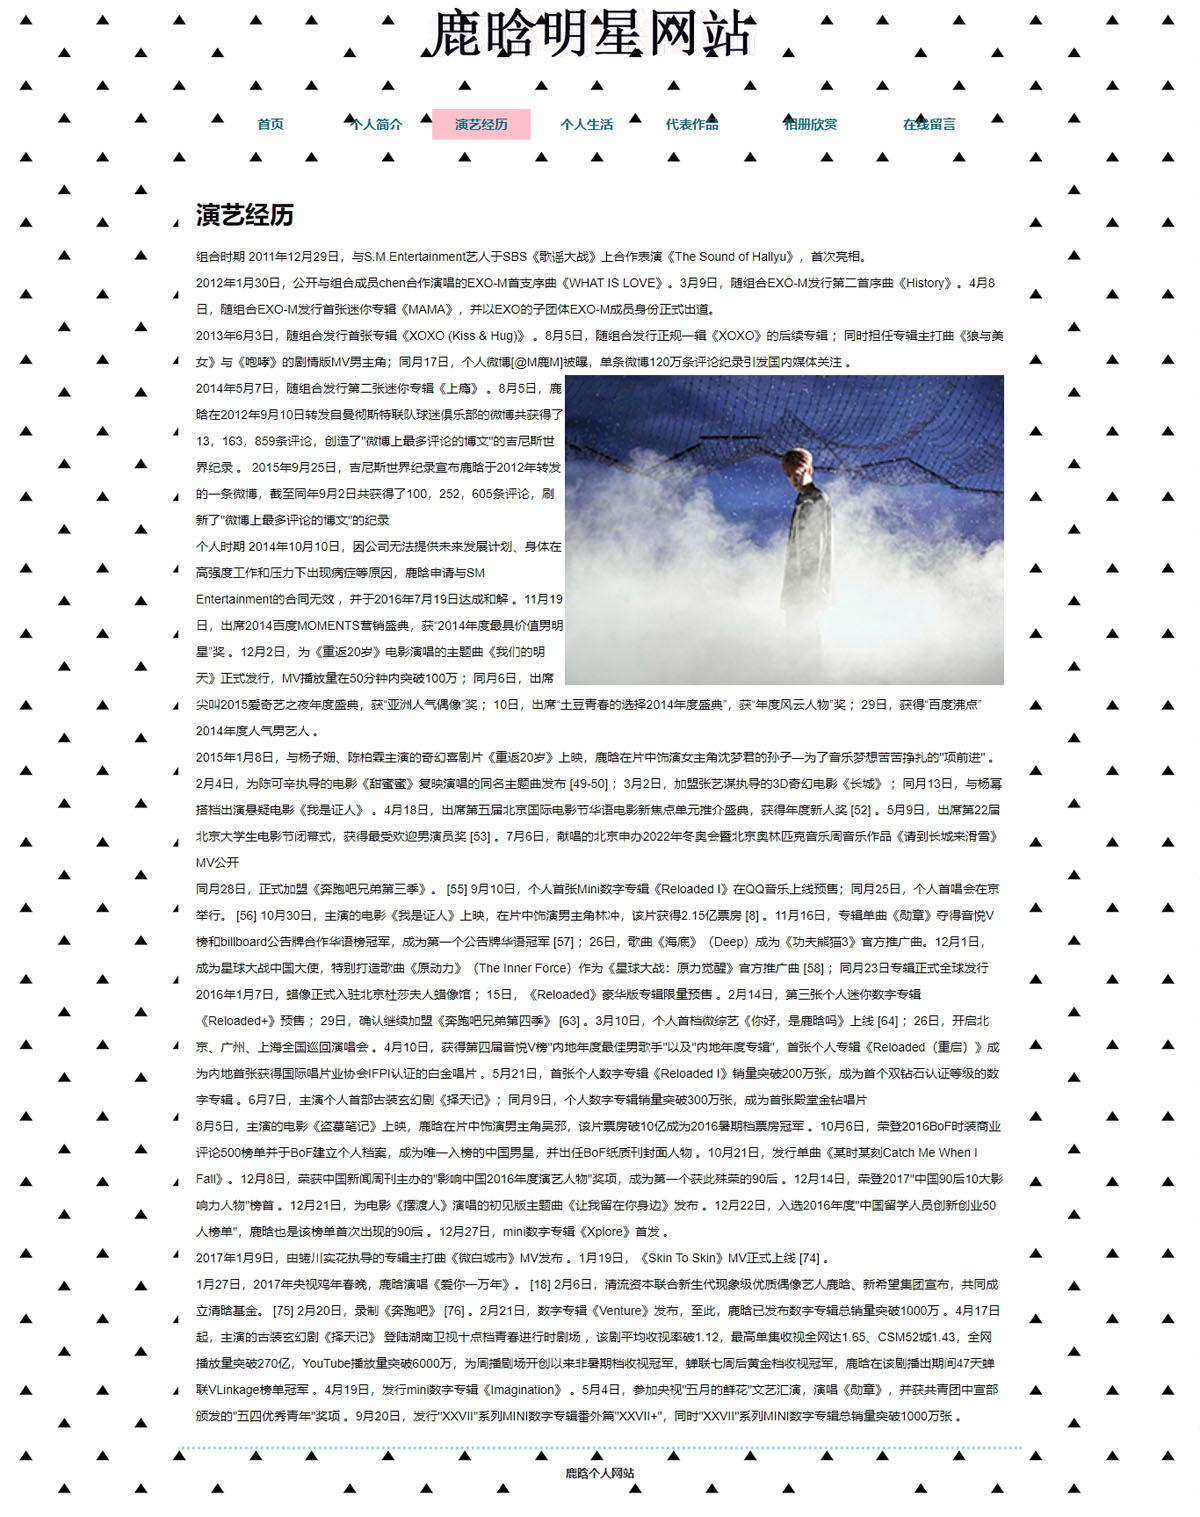 鹿晗明星网站
首页 个人简介 演艺经历 个人生活 代表作品 相册欣赏 在线留言
演艺经历
组合时期 2011年12月29日，与S.M.Entertainment艺人于SBS《歌谣大战》上合作表演《The Sound of Hallyu》，首次亮相。
2012年1月30日，公开与组合成员chen合作演唱的EXO-M首支序曲《WHAT IS LOVE》。3月9日，随组合EXO-M发行第二首序曲《History》。4月8
日，随组合EXO-M发行首张迷你专辑《MAMA》，并以EXO的子团体EXO-M成员身份正式出道。
2013年6月3日，随组合发行首张专辑《XOXO (Kiss & Hug)》 。8月5日，随组合发行正规一辑《XOXO》的后续专辑 ；同时担任专辑主打曲《狼与美
女》与《咆哮》的剧情版MV男主角；同月17日，个人微博[@M鹿M]被曝，单条微博120万条评论纪录引发国内媒体关注 。
2014年5月7日，随组合发行第二张迷你专辑《上瘾》 。8月5日，鹿
晗在2012年9月10日转发自曼彻斯特联队球迷俱乐部的微博共获得了
13，163，859条评论，创造了"微博上最多评论的博文"的吉尼斯世
界纪录 。 2015年9月25日，吉尼斯世界纪录宣布鹿晗于2012年转发
的一条微博，截至同年9月2日共获得了100，252，605条评论，刷
新了"微博上最多评论的博文"的纪录
个人时期 2014年10月10日，因公司无法提供未来发展计划、身体在
高强度工作和压力下出现病症等原因，鹿晗申请与SM
Entertainment的合同无效 ，并于2016年7月19日达成和解 。11月19
日，出席2014百度MOMENTS营销盛典，获“2014年度最具价值男明
星”奖 。12月2日，为《重返20岁》电影演唱的主题曲《我们的明
天》正式发行，MV播放量在50分钟内突破100万 ；同月6日，出席
尖叫2015爱奇艺之夜年度盛典，获“亚洲人气偶像”奖 ；10日，出席“土豆青春的选择2014年度盛典”，获“年度风云人物”奖 ；29日，获得“百度沸点”
2014年度人气男艺人 。
2015年1月8日，与杨子姗、陈柏霖主演的奇幻喜剧片《重返20岁》上映，鹿晗在片中饰演女主角沈梦君的孙子—为了音乐梦想苦苦挣扎的"项前进" 。
2月4日，为陈可辛执导的电影《甜蜜蜜》复映演唱的同名主题曲发布 [49-50] ；3月2日，加盟张艺谋执导的3D奇幻电影《长城》 ；同月13日，与杨幂
搭档出演悬疑电影《我是证人》 。4月18日，出席第五届北京国际电影节华语电影新焦点单元推介盛典，获得年度新人奖 [52] 。5月9日，出席第22届
北京大学生电影节闭幕式，获得最受欢迎男演员奖 [53] 。7月6日，献唱的北京申办2022年冬奥会暨北京奥林匹克音乐周音乐作品《请到长城来滑雪》
MV公开
同月28日，正式加盟《奔跑吧兄弟第三季》。 [55] 9月10日，个人首张Mini数字专辑《Reloaded I》在QQ音乐上线预售；同月25日，个人首唱会在京
举行。 [56] 10月30日，主演的电影《我是证人》上映，在片中饰演男主角林冲，该片获得2.15亿票房 [8] 。11月16日，专辑单曲《勋章》夺得音悦V
榜和billboard公告牌合作华语榜冠军，成为第一个公告牌华语冠军 [57] ；26日，歌曲《海底》（Deep）成为《功夫熊猫3》官方推广曲。12月1日，
成为星球大战中国大使，特别打造歌曲《原动力》（The Inner Force）作为《星球大战：原力觉醒》官方推广曲 [58] ；同月23日专辑正式全球发行
2016年1月7日，蜡像正式入驻北京杜莎夫人蜡像馆 ；15日，《Reloaded》豪华版专辑限量预售 。2月14日，第三张个人迷你数字专辑
《Reloaded+》预售 ；29日，确认继续加盟《奔跑吧兄弟第四季》 [63] 。3月10日，个人首档微综艺《你好，是鹿晗吗》上线 [64] ；26日，开启北
京、广州、上海全国巡回演唱会 。4月10日，获得第四届音悦V榜"内地年度最佳男歌手"以及"内地年度专辑"，首张个人专辑《Reloaded（重启）》成
为内地首张获得国际唱片业协会IFPI认证的白金唱片 。5月21日，首张个人数字专辑《Reloaded I》销量突破200万张，成为首个双钻石认证等级的数
字专辑 。6月7日，主演个人首部古装玄幻剧《择天记》；同月9日，个人数字专辑销量突破300万张，成为首张殿堂金钻唱片
8月5日，主演的电影《盗墓笔记》上映，鹿晗在片中饰演男主角吴邪，该片票房破10亿成为2016暑期档票房冠军 。10月6日，荣登2016BoF时装商业
评论500榜单并于BoF建立个人档案，成为唯一入榜的中国男星，并出任BoF纸质刊封面人物 。10月21日，发行单曲《某时某刻Catch Me When I
Fall》。12月8日，荣获中国新闻周刊主办的"影响中国2016年度演艺人物"奖项，成为第一个获此殊荣的90后 。12月14日，荣登2017"中国90后10大影
响力人物"榜首 。12月21日，为电影《摆渡人》演唱的初见版主题曲《让我留在你身边》发布 。12月22日，入选2016年度"中国留学人员创新创业50
人榜单"，鹿晗也是该榜单首次出现的90后 。12月27日，mini数字专辑《Xplore》首发 。
2017年1月9日，由蜷川实花执导的专辑主打曲《微白城市》MV发布 。1月19日，《Skin To Skin》MV正式上线 [74] 。
1月27日，2017年央视鸡年春晚，鹿晗演唱《爱你一万年》。 [18] 2月6日，清流资本联合新生代现象级优质偶像艺人鹿晗、新希望集团宣布，共同成
立清晗基金。 [75] 2月20日，录制《奔跑吧》 [76] 。2月21日，数字专辑《Venture》发布，至此，鹿晗已发布数字专辑总销量突破1000万 。4月17日
起，主演的古装玄幻剧《择天记》 登陆湖南卫视十点档青春进行时剧场 ，该剧平均收视率破1.12，最高单集收视全网达1.65、CSM52城1.43，全网
播放量突破270亿，YouTube播放量突破6000万，为周播剧场开创以来非暑期档收视冠军，蝉联七周后黄金档收视冠军，鹿晗在该剧播出期间47天蝉
联VLinkage榜单冠军 。4月19日，发行mini数字专辑《Imagination》 。5月4日，参加央视"五月的鲜花"文艺汇演，演唱《勋章》，并获共青团中宣部
颁发的"五四优秀青年"奖项 。9月20日，发行"XXVII"系列MINI数字专辑番外篇"XXVII+"，同时"XXVII"系列MINI数字专辑总销量突破1000万张 。
鹿晗个人网站